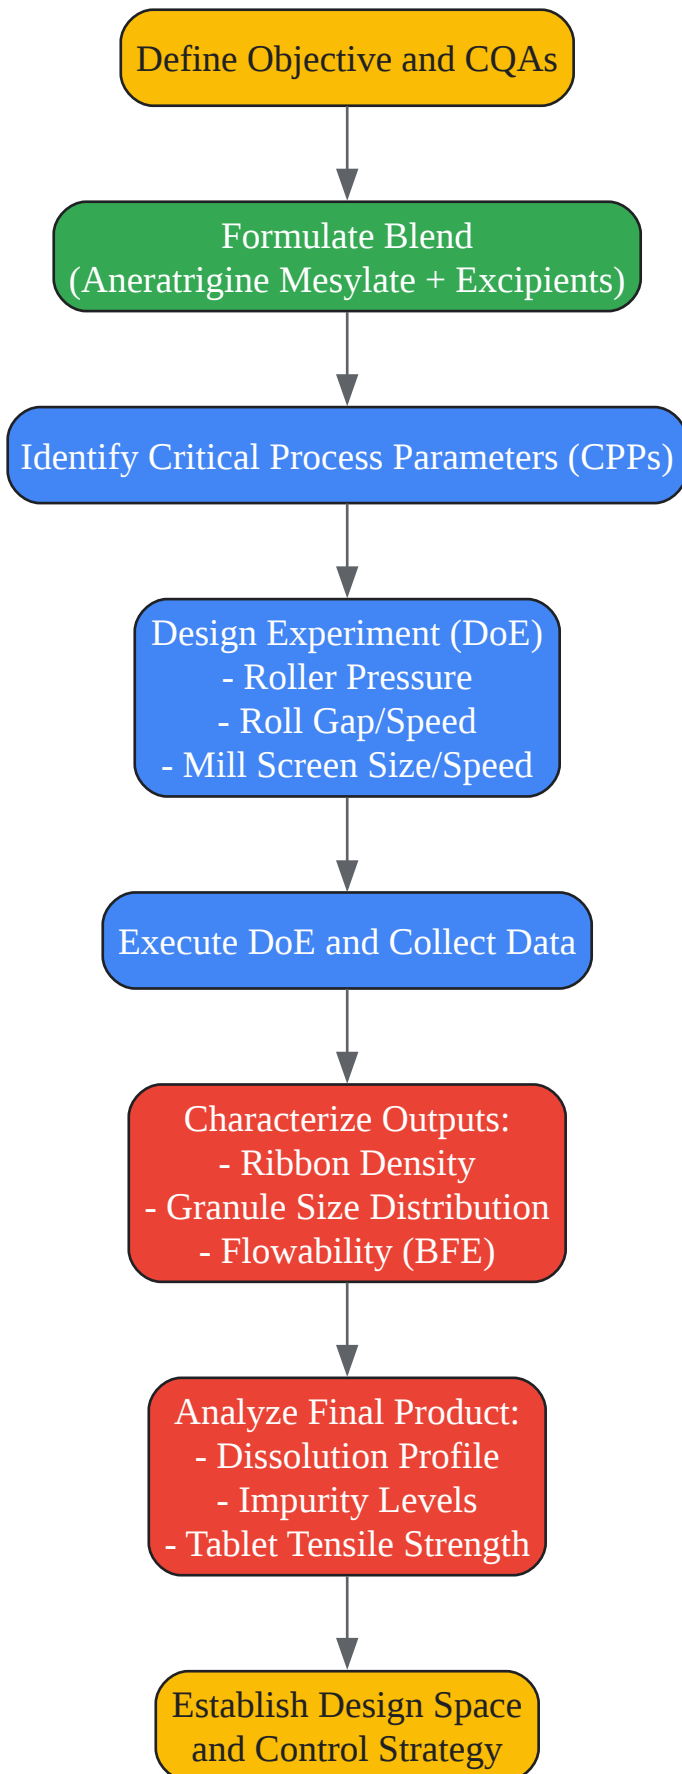 Define Objective and CQAs
Formulate Blend
(Aneratrigine Mesylate + Excipients)
Identify Critical Process Parameters (CPPs)
Design Experiment (DoE)
- Roller Pressure
- Roll Gap/Speed
- Mill Screen Size/Speed
Execute DoE and Collect Data
Characterize Outputs:
- Ribbon Density
- Granule Size Distribution
- Flowability (BFE)
Analyze Final Product:
- Dissolution Profile
- Impurity Levels
- Tablet Tensile Strength
Establish Design Space
and Control Strategy